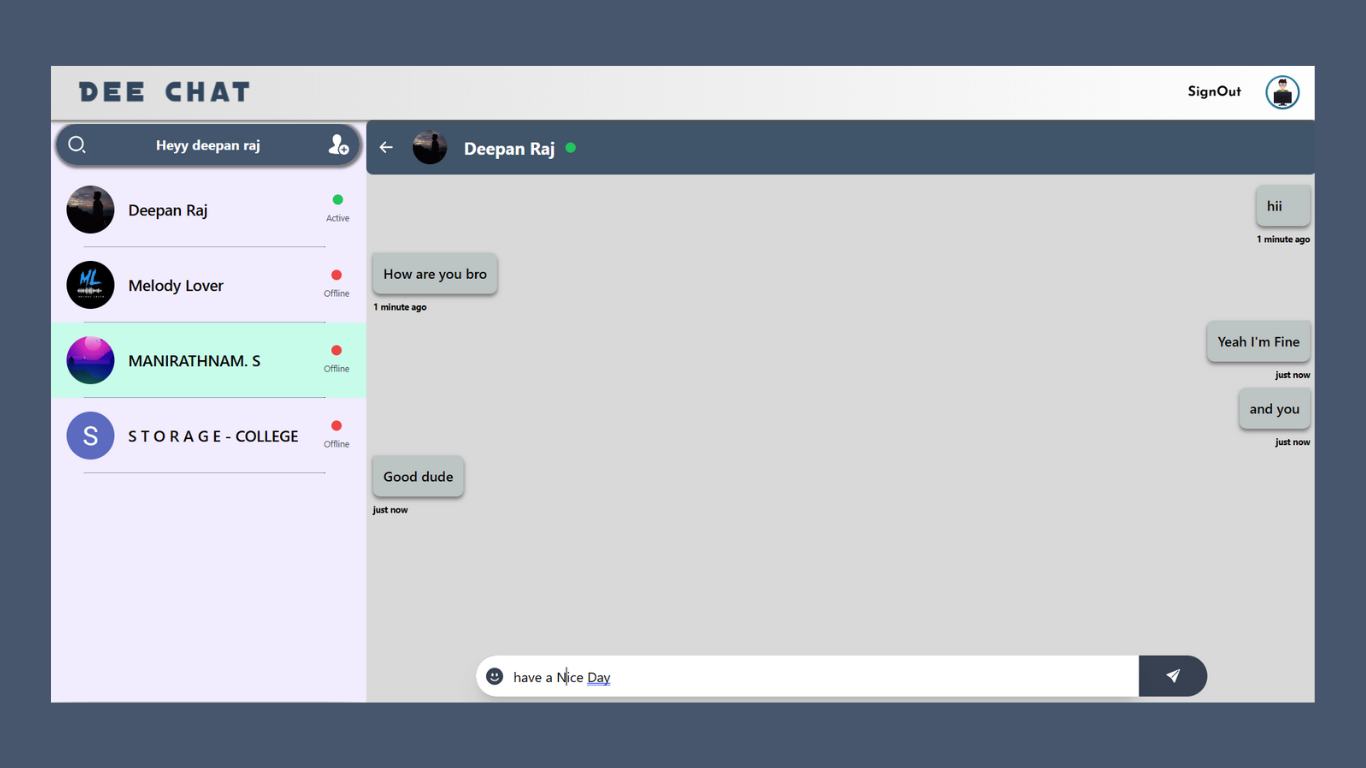 DEE CHAT
SignOut
Heyy deepan raj
Deepan Raj
Active
Melody Lover
Offline
MANIRATHNAM. S
Offline
S
S T O R A G E - COLLEGE
Offline
ML
Deepan Raj
hii
1 minute ago
How are you bro
1 minute ago
Yeah I'm Fine
just now
and you
just now
Good dude
just now
have a Nice Day